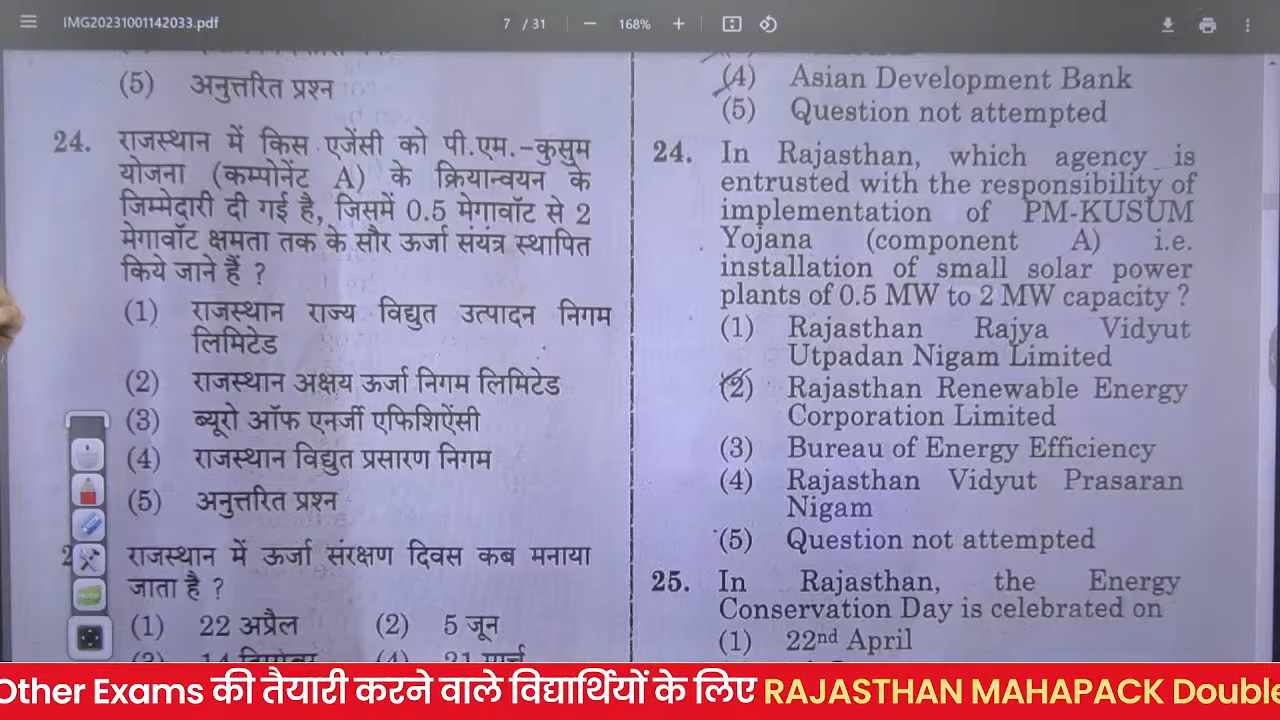 IMG20231001142033.pdf
7 / 31
168%
(5) अनुत्तरित प्रश्न
24. राजस्थान में किस एजेंसी को पी.एम.-कुसुम
योजना (कम्पोनेंट A) के क्रियान्वयन के
जिम्मेदारी दी गई है, जिसमें 0.5 मेगावॉट से 2
मेगावॉट क्षमता तक के सौर ऊर्जा संयंत्र स्थापित
किये जाने हैं ?
(1) राजस्थान राज्य विद्युत उत्पादन निगम
लिमिटेड
(2) राजस्थान अक्षय ऊर्जा निगम लिमिटेड
(3) ब्यूरो ऑफ एनर्जी एफिशिऐंसी
(4) राजस्थान विद्युत प्रसारण निगम
(5) अनुत्तरित प्रश्न
2 राजस्थान में ऊर्जा संरक्षण दिवस कब मनाया
जाता है ?
(1) 22 अप्रैल (2) 5 जून
(4) Asian Development Bank
(5) Question not attempted
24. In Rajasthan, which agency is
entrusted with the responsibility of
implementation of PM-KUSUM
Yojana (component A) i.e.
installation of small solar power
plants of 0.5 MW to 2 MW capacity ?
(1) Rajasthan Rajya Vidyut
Utpadan Nigam Limited
(2) Rajasthan Renewable Energy
Corporation Limited
(3) Bureau of Energy Efficiency
(4) Rajasthan Vidyut Prasaran
Nigam
(5) Question not attempted
25. In Rajasthan, the Energy
Conservation Day is celebrated on
(1) 22nd April
Other Exams की तैयारी करने वाले विद्यार्थियों के लिए RAJASTHAN MAHAPACK Double